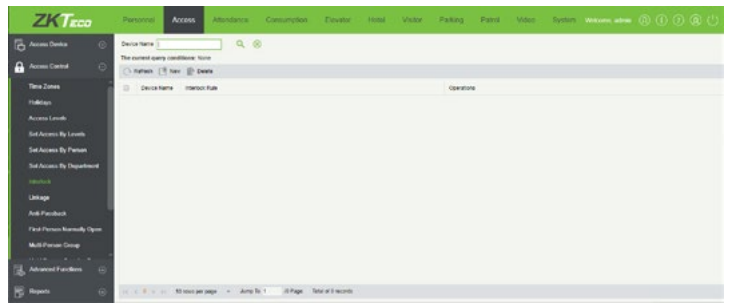 ZKTECO
Personnel Access Attendance Consumption Elevator Hotel Visitor Parking Patrol Video System Welcome, admin
Access Device
Device Name
Access Control
The current query conditions: None
Refresh New Delete
Time Zones
Device Name Interlock Rule Operations
Holidays
Access Levels
Set Access By Levels
Set Access By Person
Set Access By Department
Interlock
Linkage
Anti-Passback
First-Person Normally Open
Multi-Person Group
Advanced Functions
Reports
50 rows per page Jump To 1 /0 Page Total of 0 records